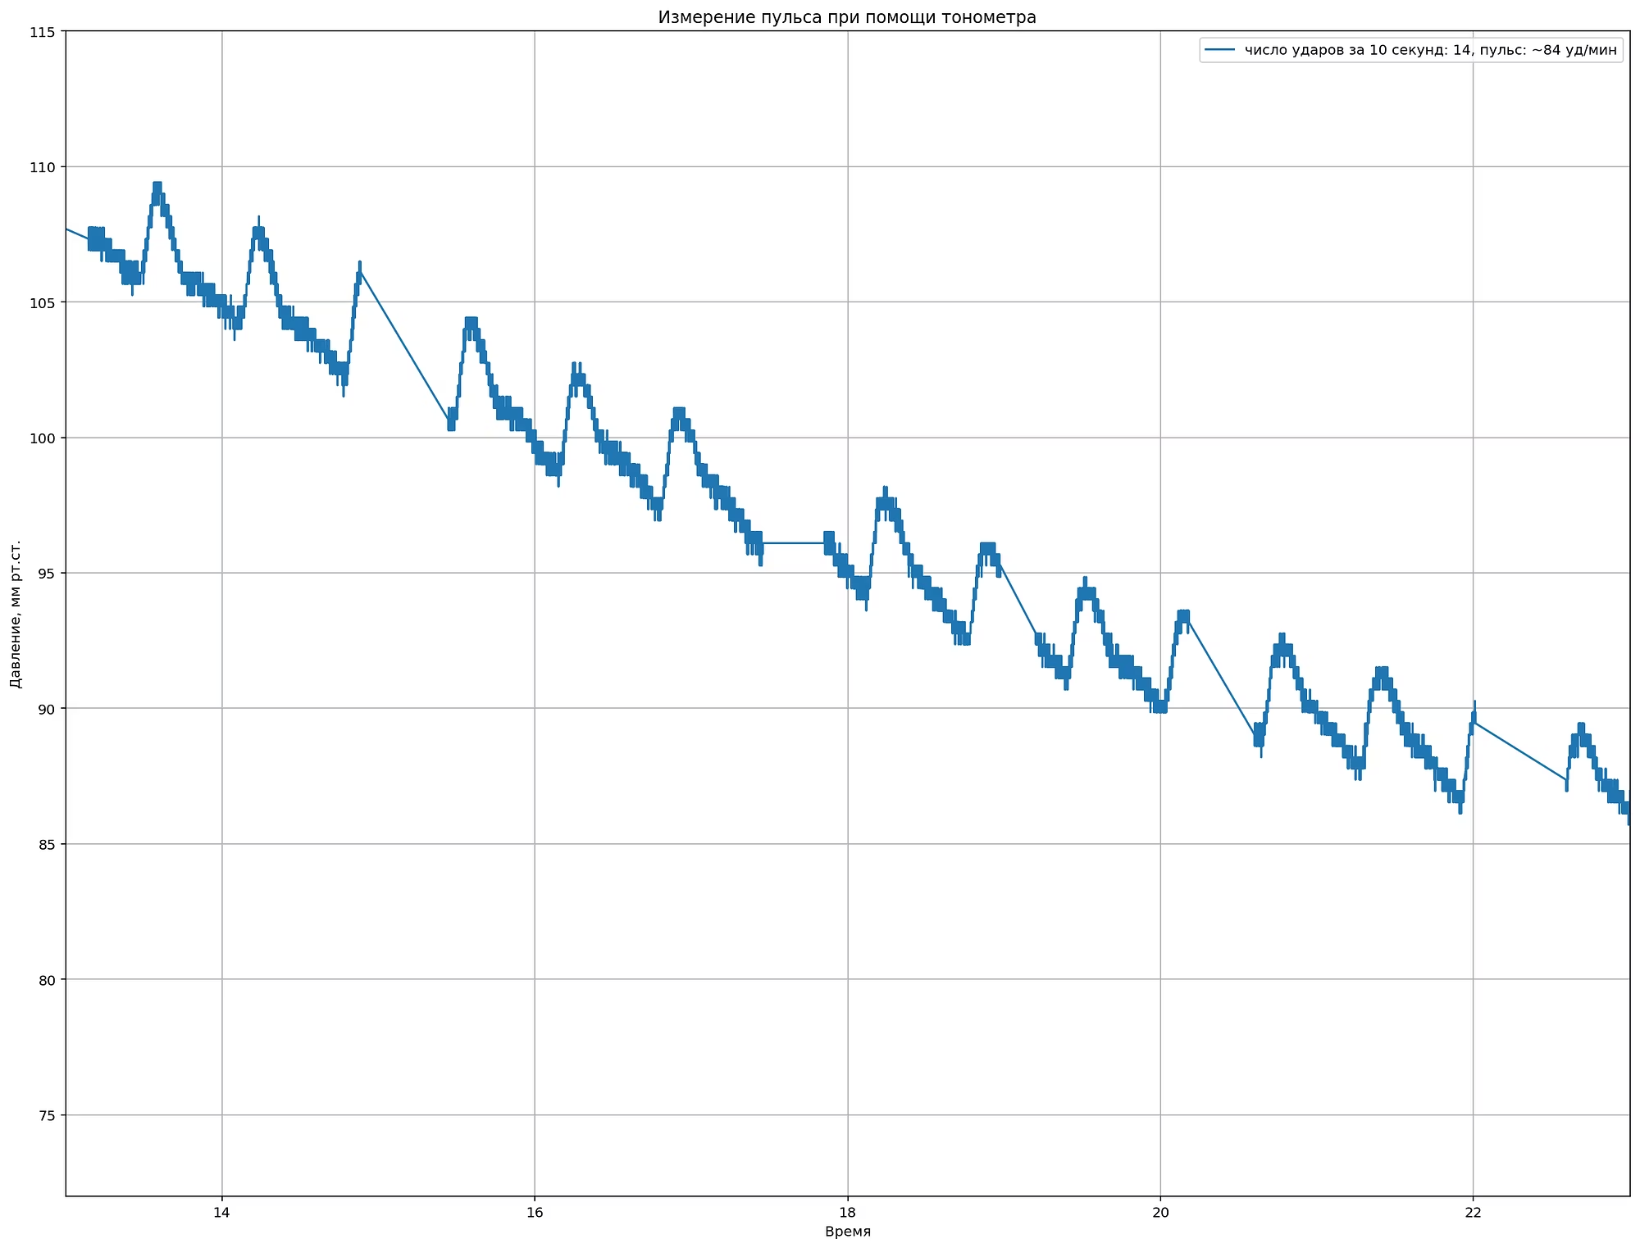 Измерение пульса при помощи тонометра
число ударов за 10 секунд: 14, пульс: ~84 уд/мин
115
110
105
100
95
90
85
80
75
Давление, мм рт.ст.
14 16 18 20 22
Время